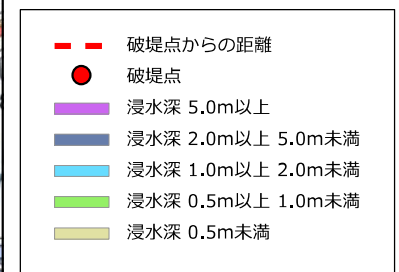 破堤点からの距離
破堤点
浸水深 5.0m以上
浸水深 2.0m以上 5.0m未満
浸水深 1.0m以上 2.0m未満
浸水深 0.5m以上 1.0m未満
浸水深 0.5m未満